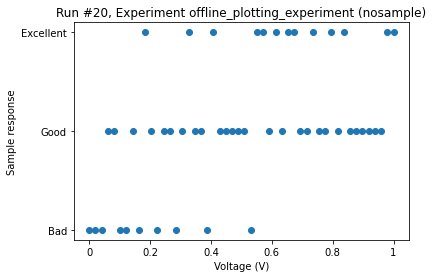 Run #20, Experiment offline_plotting_experiment (nosample)
Excellent
Good
Bad
Sample response
0 0.2 0.4 0.6 0.8 1
Voltage (V)